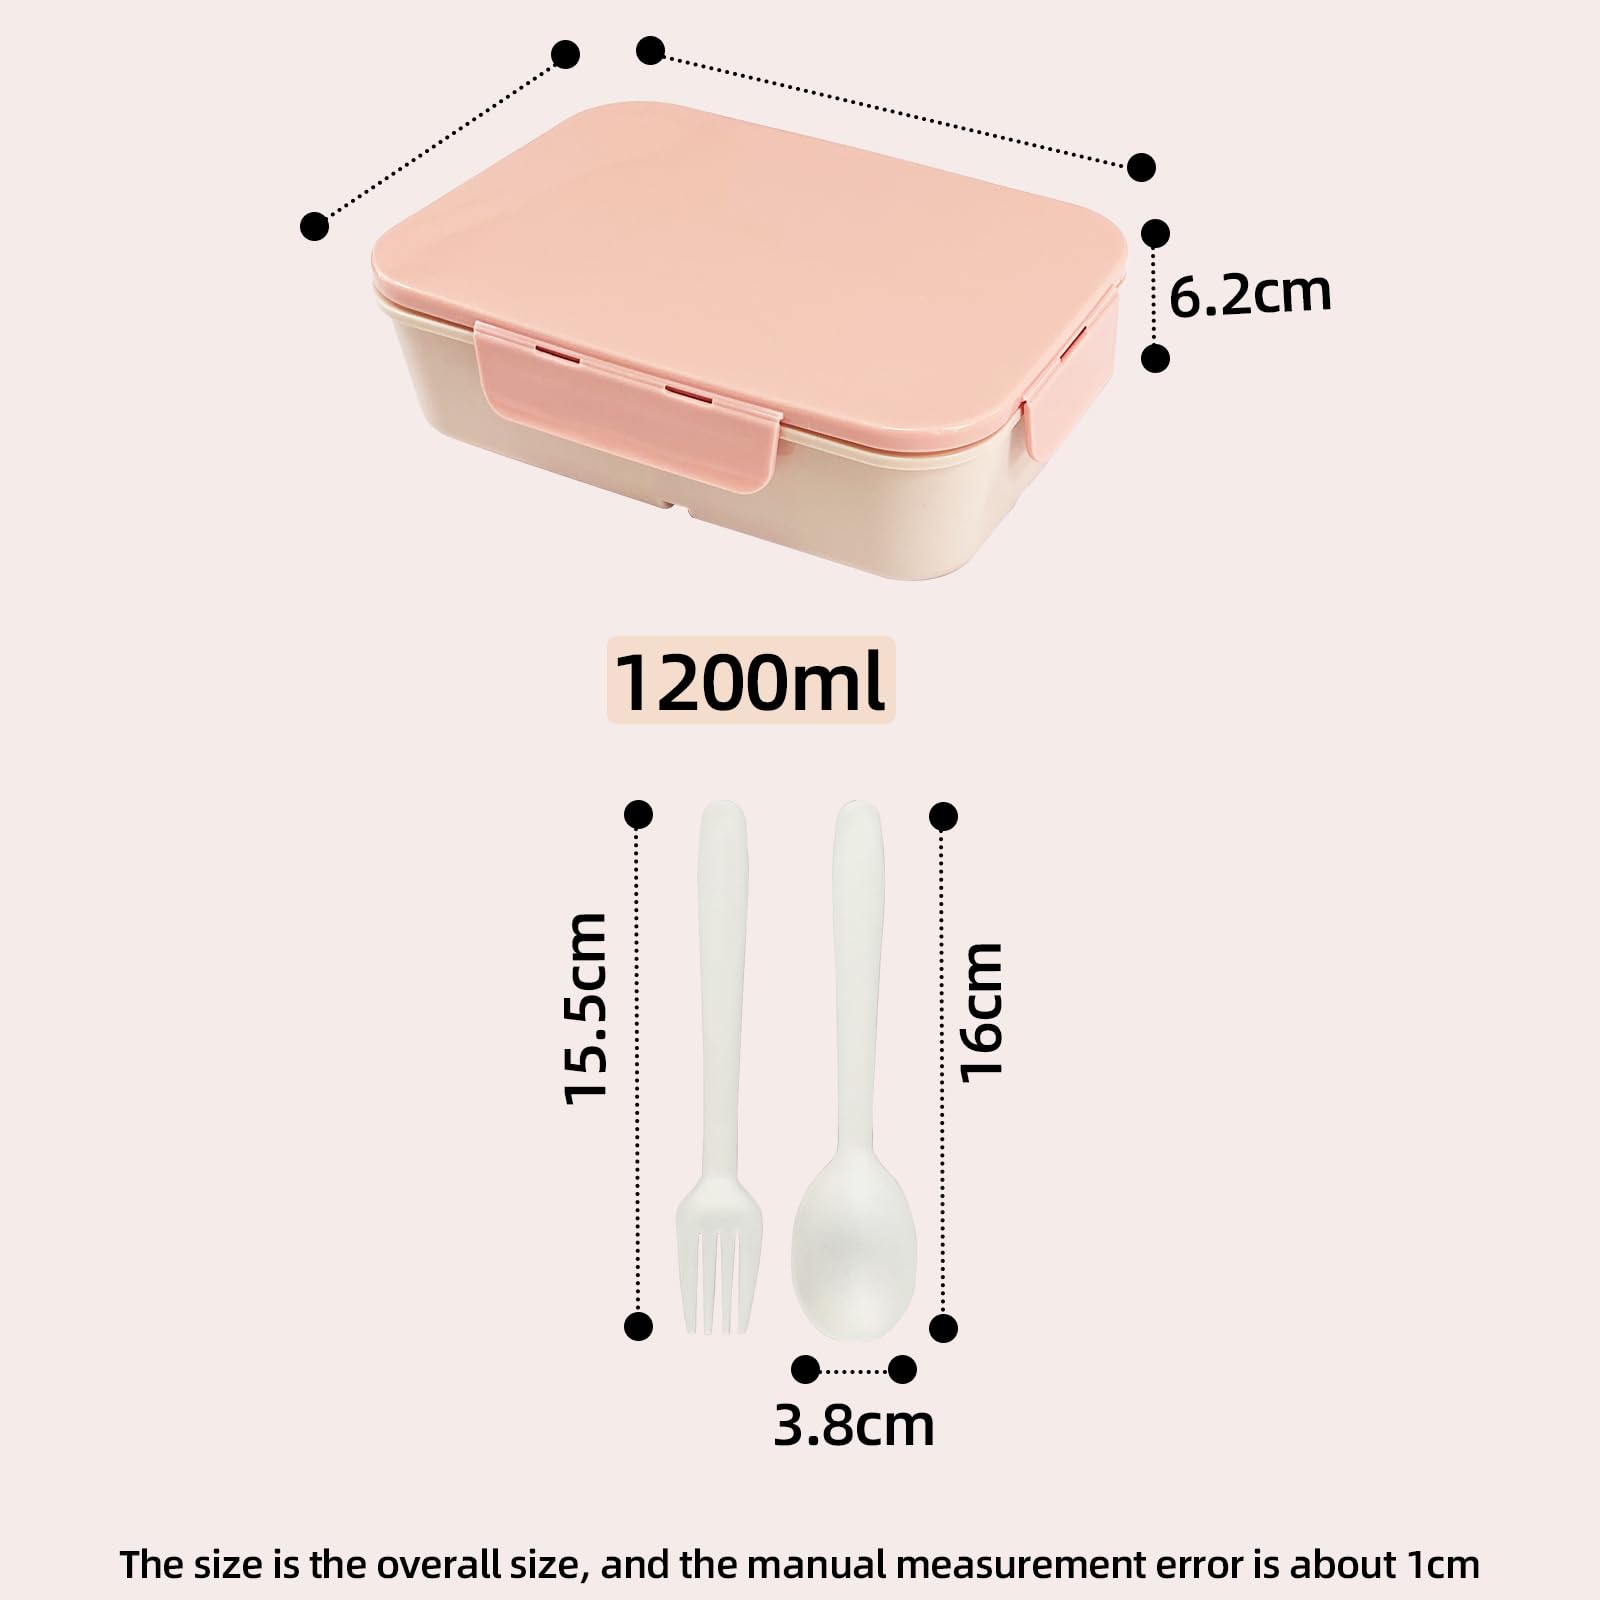 6.2cm
1200ml
15.5cm
16cm
3.8cm
The size is the overall size, and the manual measurement error is about 1cm